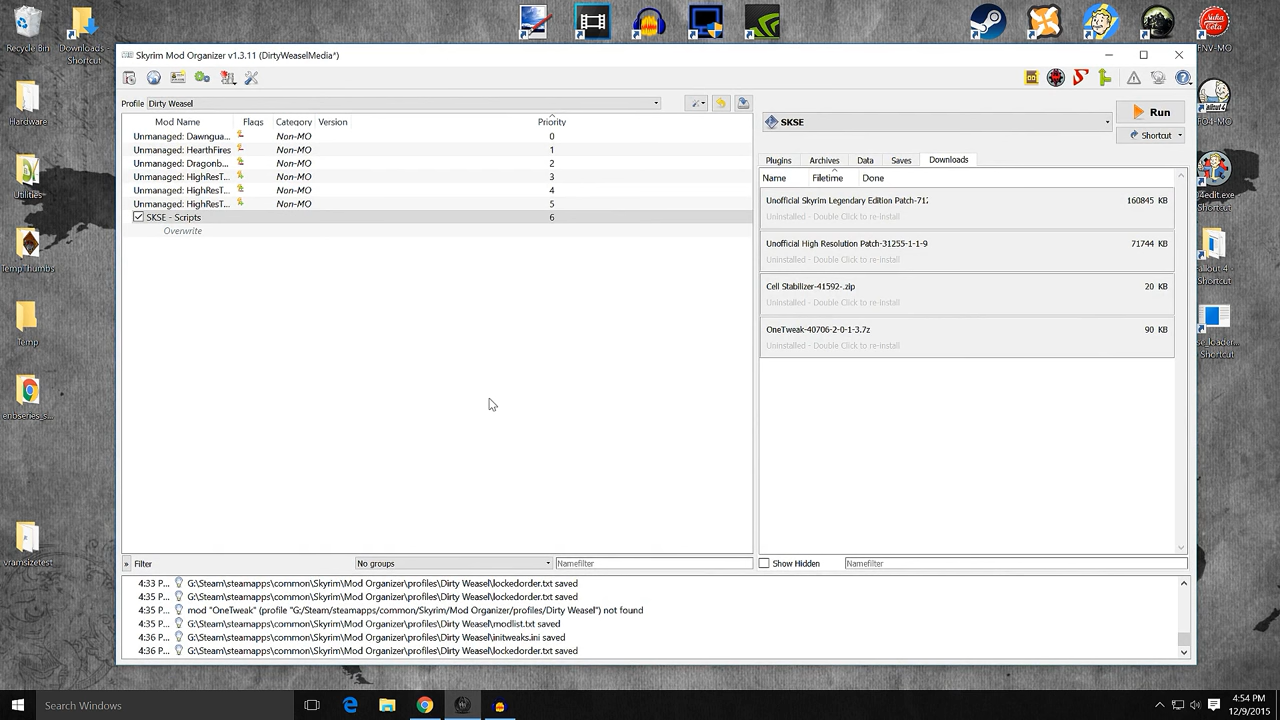 Recycle Bin
Downloads - Shortcut
Hardware
Utilities
TempThumbs
Temp
enbseries_s...
vramsizetest
FNV-MO
FO4-MO
Shortcut
Shortcut
Shortcut
Skyrim Mod Organizer v1.3.11 (DirtyWeaselMedia*)
Profile Dirty Weasel
Mod Name Flags Category Version Priority
Unmanaged: Dawngua... Non-MO 0
Unmanaged: HearthFires Non-MO 1
Unmanaged: Dragonb... Non-MO 2
Unmanaged: HighResT... Non-MO 3
Unmanaged: HighResT... Non-MO 4
Unmanaged: HighResT... Non-MO 5
SKSE - Scripts 6
Overwrite
SKSE
Run
Shortcut
Plugins Archives Data Saves Downloads
Name Filetime Done
Unofficial Skyrim Legendary Edition Patch-71 160845 KB
Uninstalled - Double Click to re-install
Unofficial High Resolution Patch-31255-1-1-9 71744 KB
Uninstalled - Double Click to re-install
Cell Stabilizer-41592-.zip 20 KB
Uninstalled - Double Click to re-install
OneTweak-40706-2-0-1-3.7z 90 KB
Uninstalled - Double Click to re-install
» Filter No groups Namefilter
Show Hidden Namefilter
4:33 P... G:\Steam\steamapps\common\Skyrim\Mod Organizer\profiles\Dirty Weasel\lockedorder.txt saved
4:35 P... G:\Steam\steamapps\common\Skyrim\Mod Organizer\profiles\Dirty Weasel\lockedorder.txt saved
4:35 P... mod "OneTweak" (profile "G:/Steam/steamapps/common/Skyrim/Mod Organizer/profiles/Dirty Weasel") not found
4:35 P... G:\Steam\steamapps\common\Skyrim\Mod Organizer\profiles\Dirty Weasel\modlist.txt saved
4:36 P... G:\Steam\steamapps\common\Skyrim\Mod Organizer\profiles\Dirty Weasel\initweaks.ini saved
4:36 P... G:\Steam\steamapps\common\Skyrim\Mod Organizer\profiles\Dirty Weasel\lockedorder.txt saved
Search Windows
4:54 PM
12/9/2015